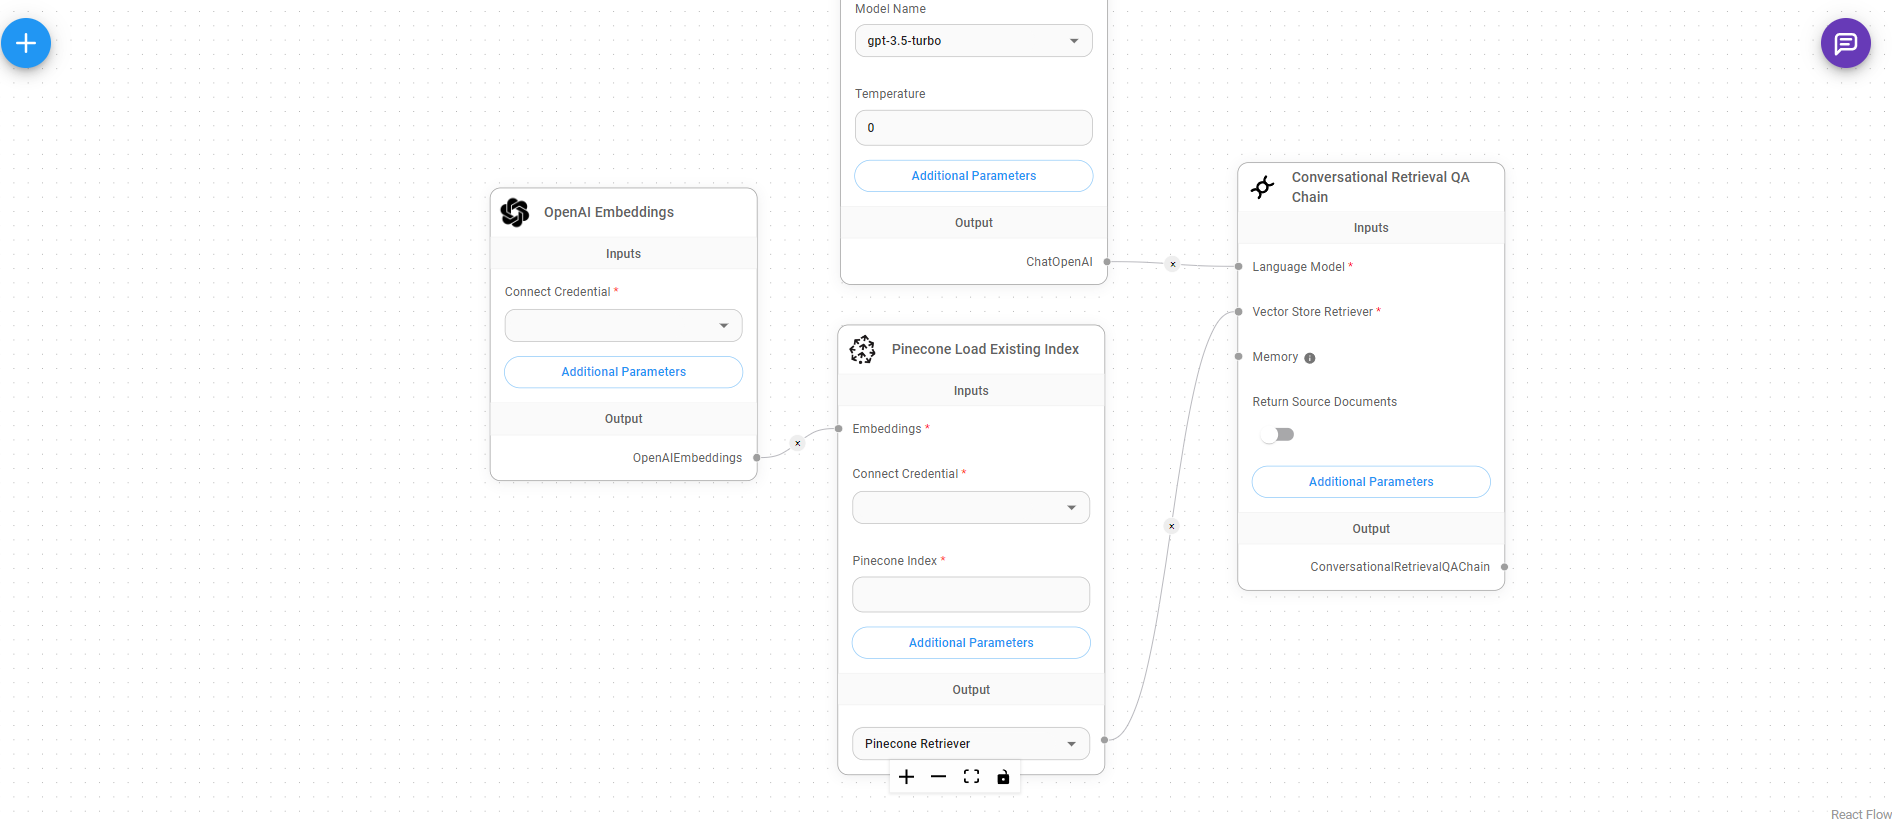 Model Name
gpt-3.5-turbo
Temperature
0
Additional Parameters
Output
ChatOpenAI
OpenAI Embeddings
Inputs
Connect Credential *
Additional Parameters
Output
OpenAIEmbeddings
Pinecone Load Existing Index
Inputs
Embeddings *
Connect Credential *
Pinecone Index *
Additional Parameters
Output
Pinecone Retriever
Conversational Retrieval QA
Chain
Inputs
Language Model *
Vector Store Retriever *
Memory
Return Source Documents
Additional Parameters
Output
ConversationalRetrievalQAChain
React Flow